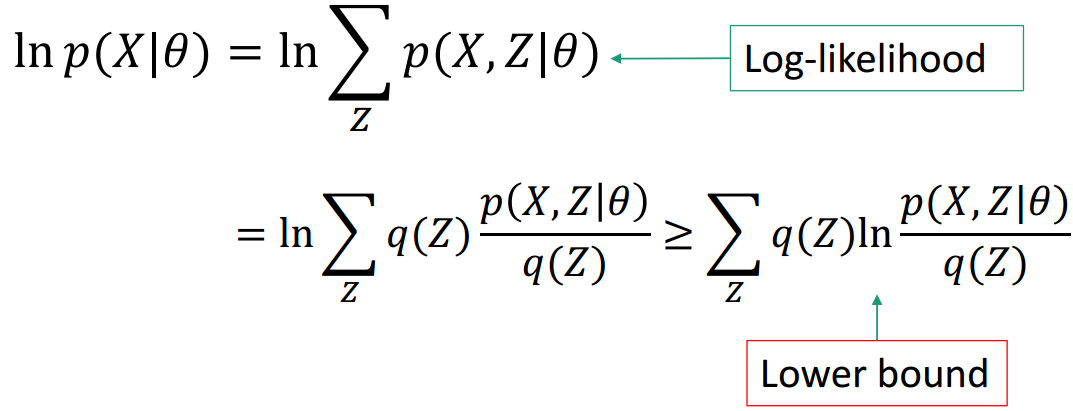 ln p(X|θ) = ln ∑_Z p(X, Z|θ) Log-likelihood
= ln ∑_Z q(Z) p(X, Z|θ)/q(Z) ≥ ∑_Z q(Z)ln p(X, Z|θ)/q(Z)
Lower bound